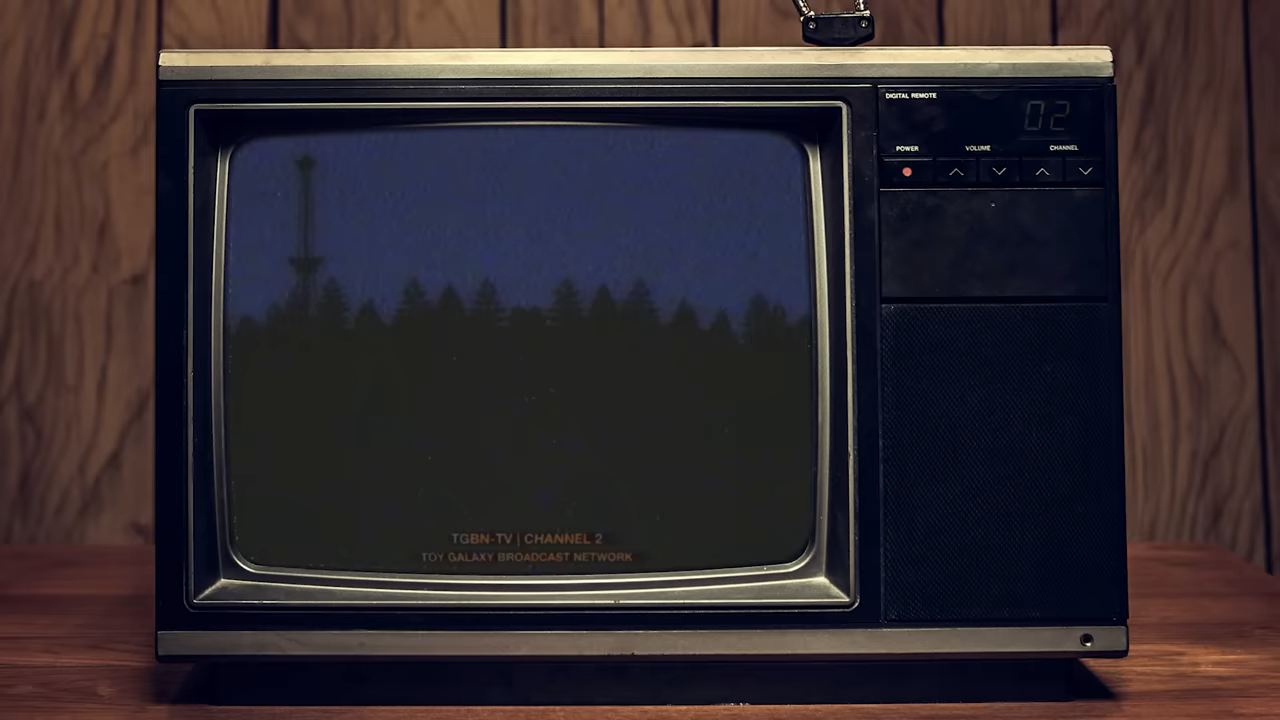 DIGITAL REMOTE
02
POWER VOLUME CHANNEL
TGBN-TV | CHANNEL 2
TOY GALAXY BROADCAST NETWORK